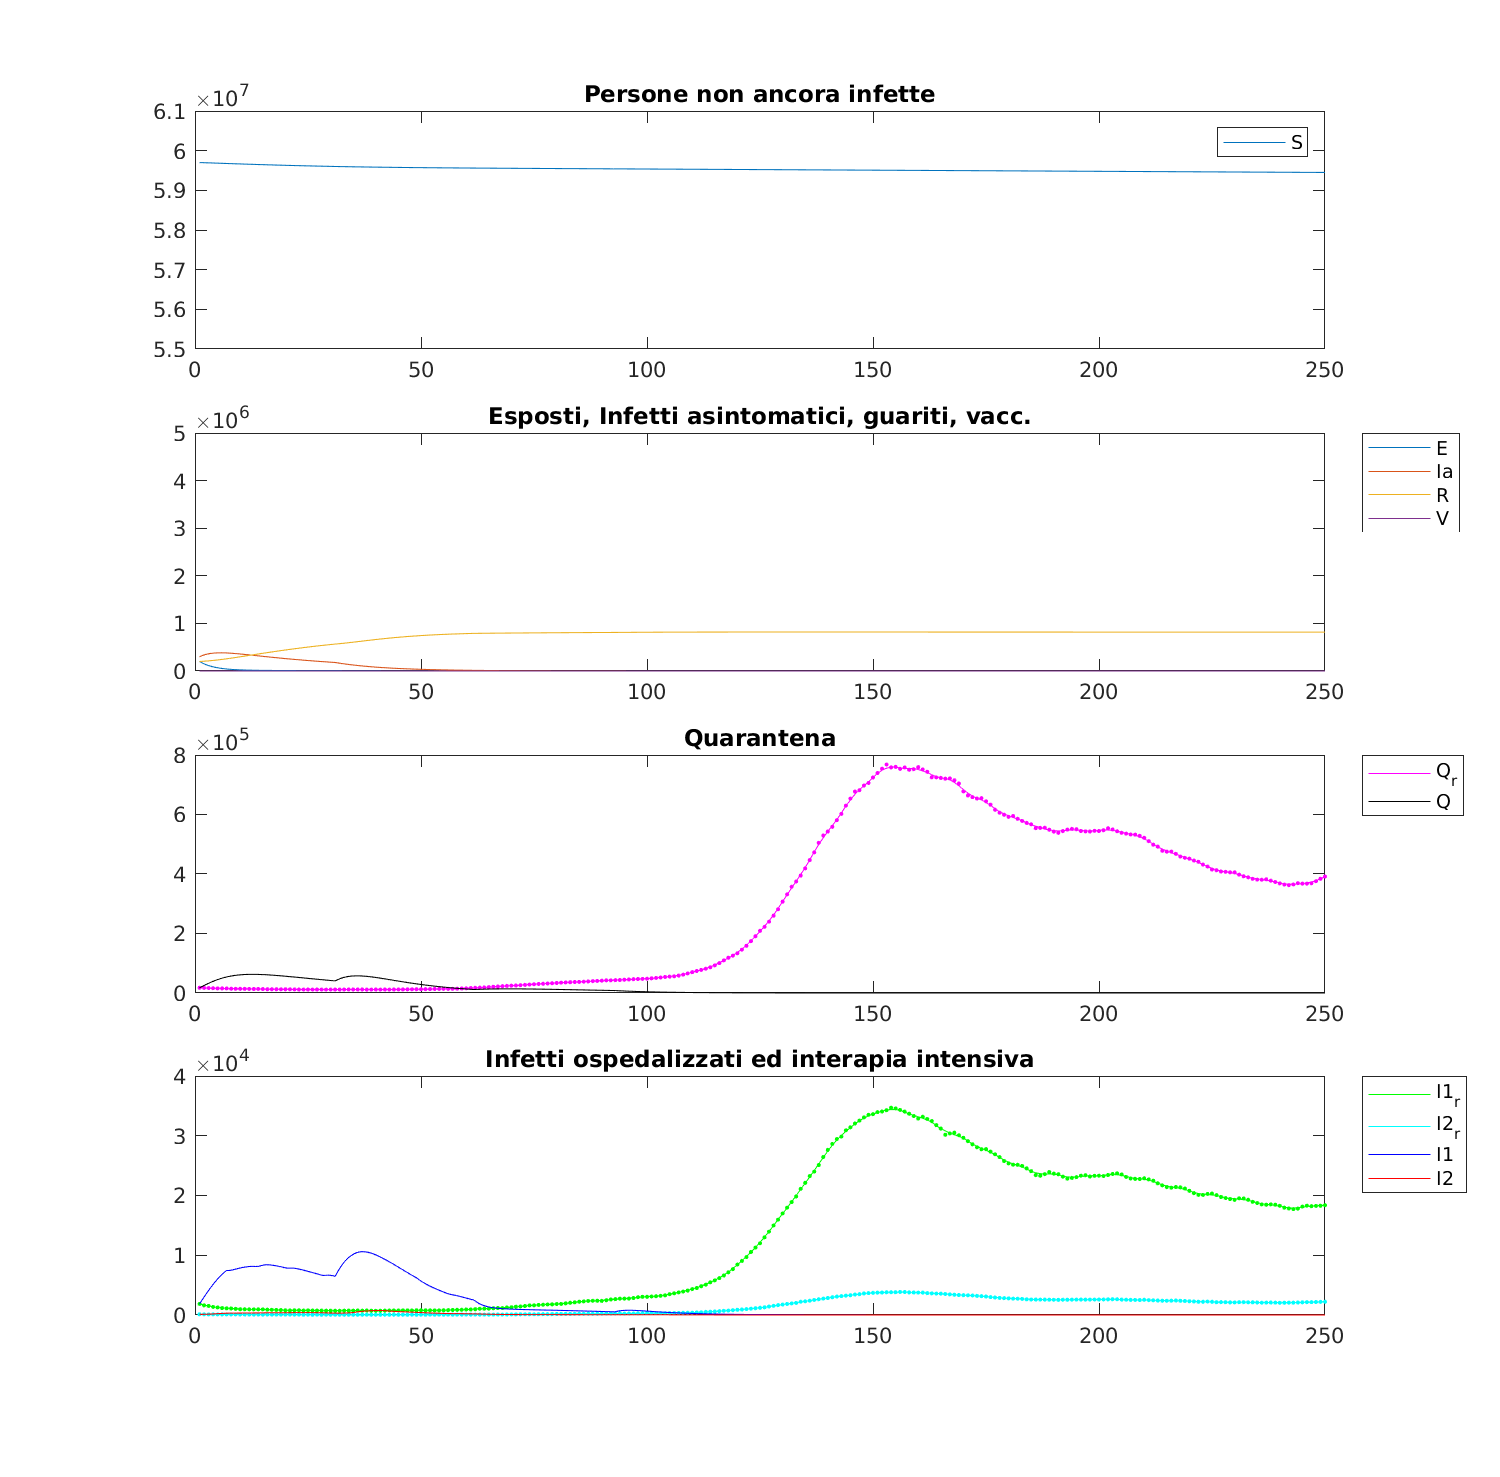 Persone non ancora infette
×10^7
6.1
6
5.9
5.8
5.7
5.6
5.5
0 50 100 150 200 250
S
Esposti, Infetti asintomatici, guariti, vacc.
×10^6
5
4
3
2
1
0
0 50 100 150 200 250
E
Ia
R
V
Quarantena
×10^5
8
6
4
2
0
0 50 100 150 200 250
Q_r
Q
Infetti ospedalizzati ed interapia intensiva
×10^4
4
3
2
1
0
0 50 100 150 200 250
I1_r
I2_r
I1
I2